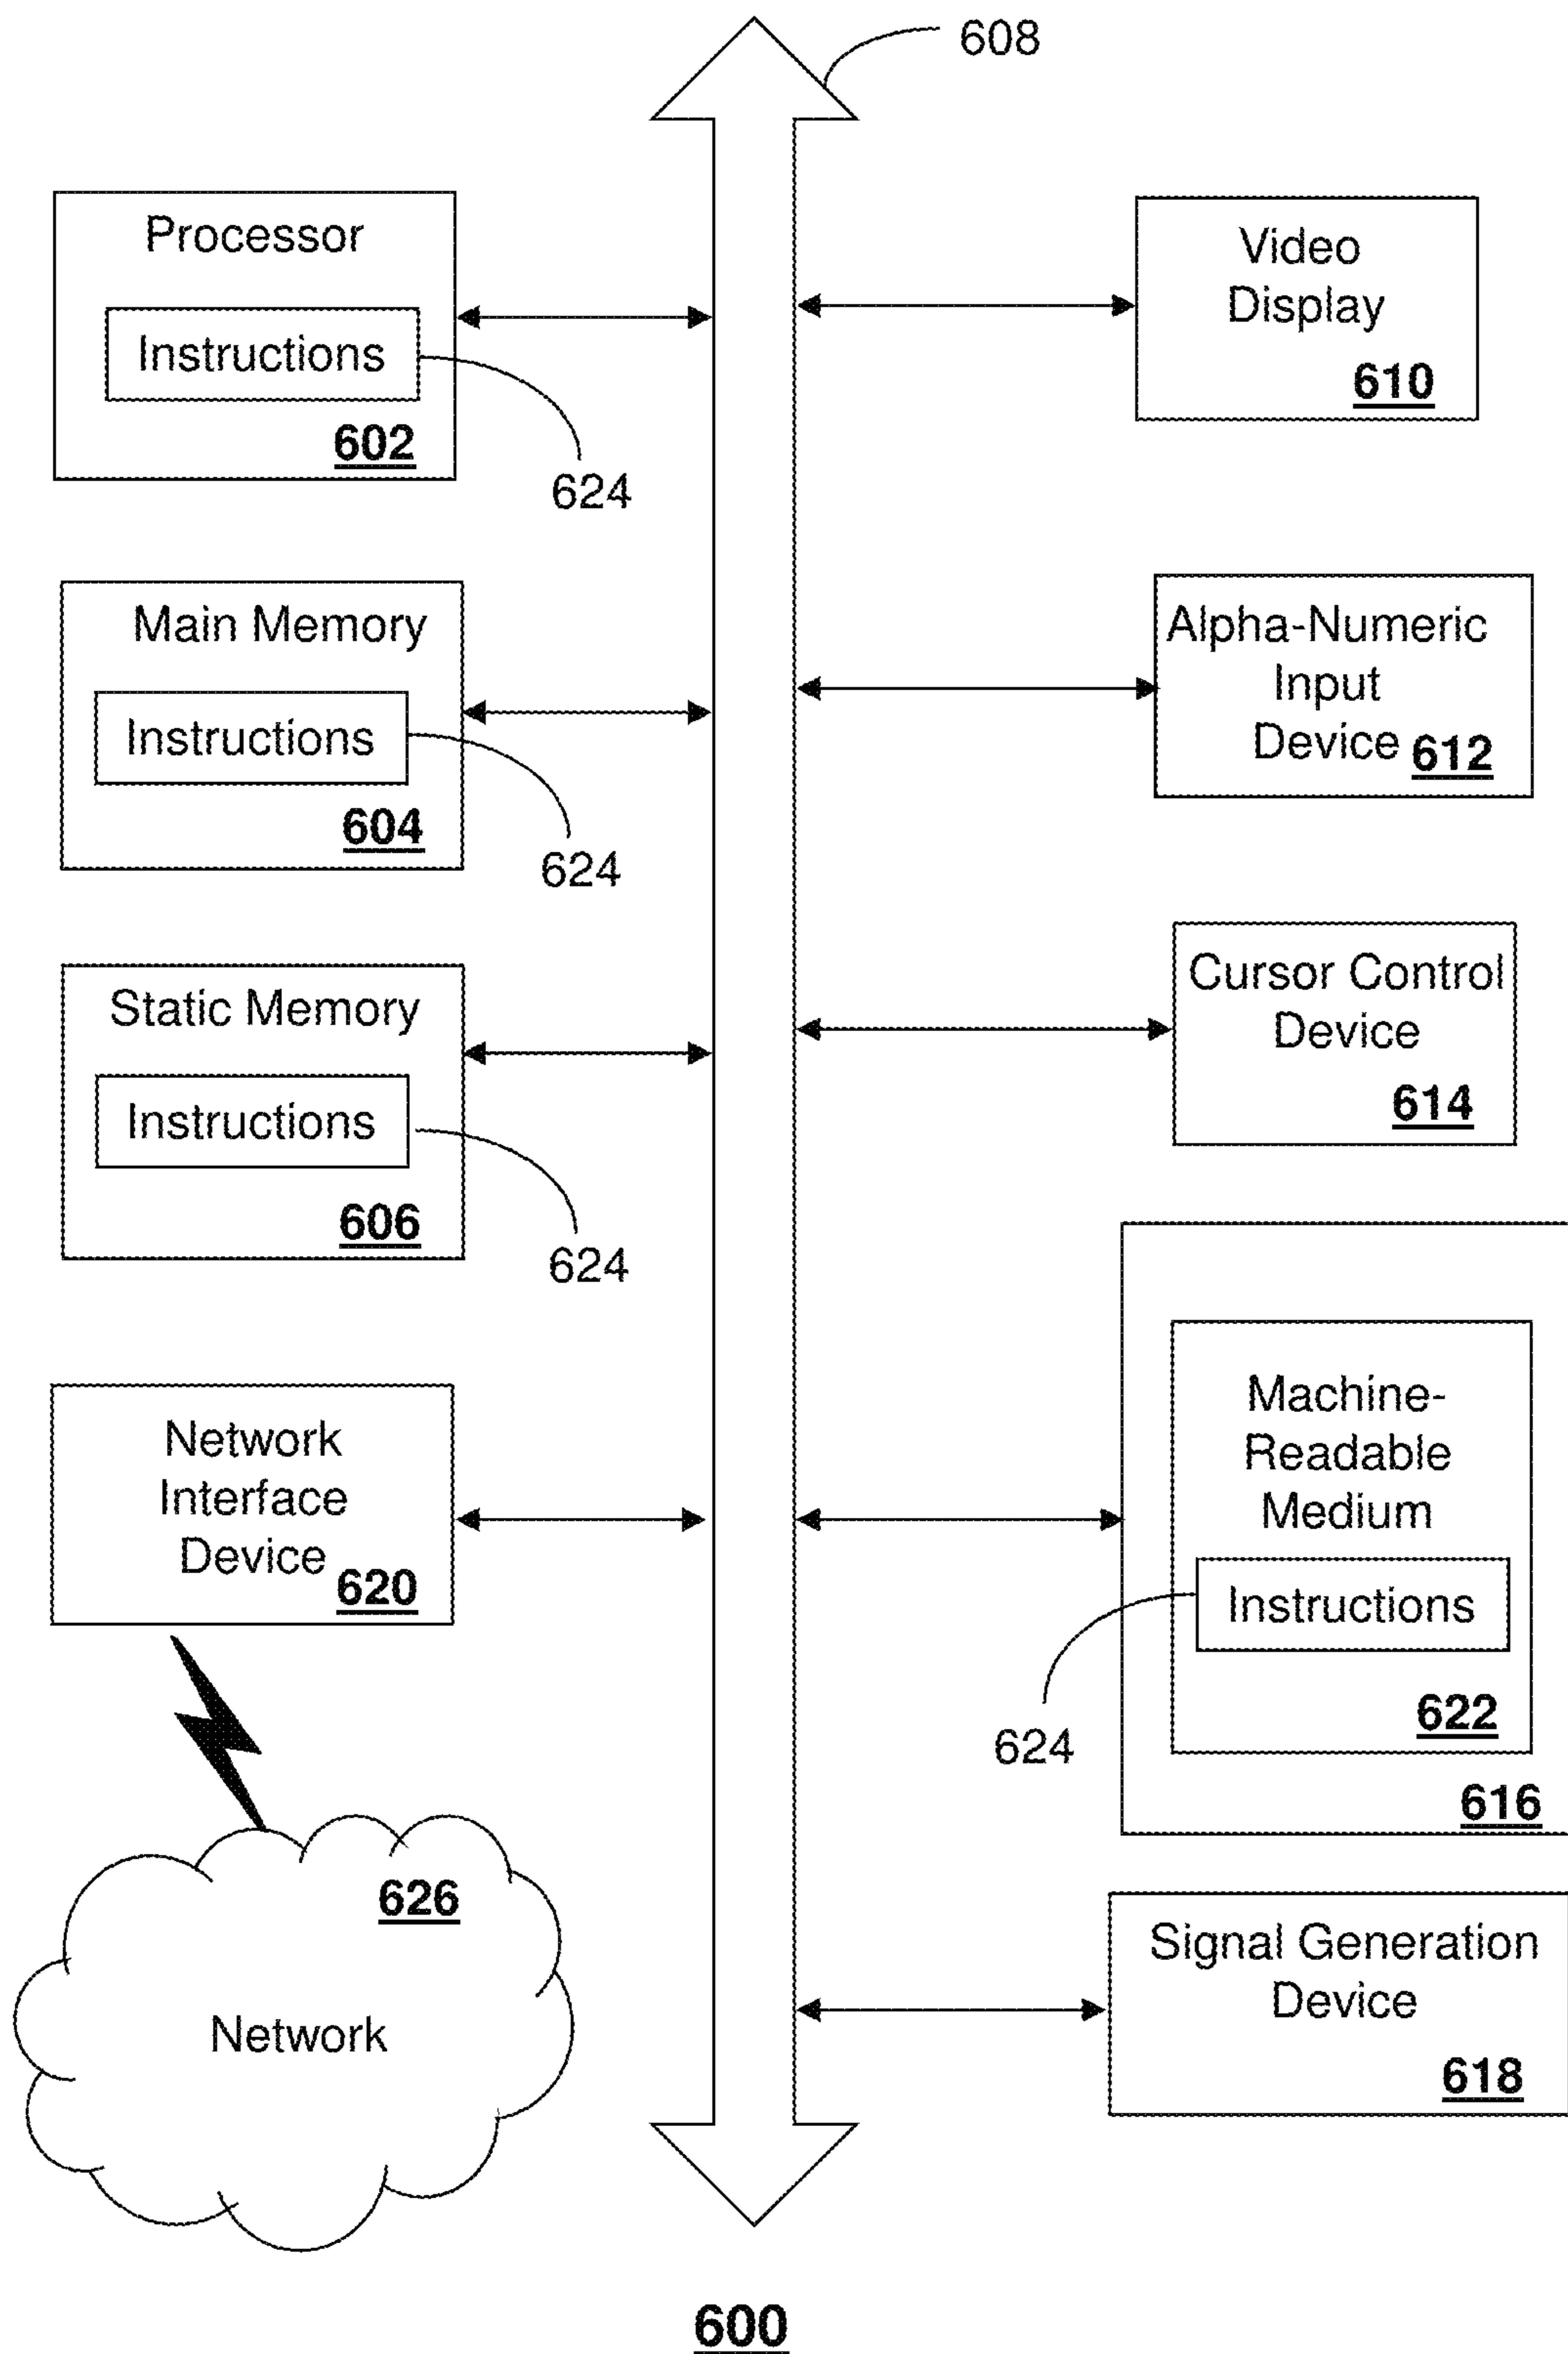 608
Processor
Instructions
602
624
Main Memory
Instructions
604
624
Static Memory
Instructions
606
624
Network
Interface
Device
620
626
Network
Video
Display
610
Alpha-Numeric
Input
Device 612
Cursor Control
Device
614
Machine-
Readable
Medium
Instructions
622
624
616
Signal Generation
Device
618
600